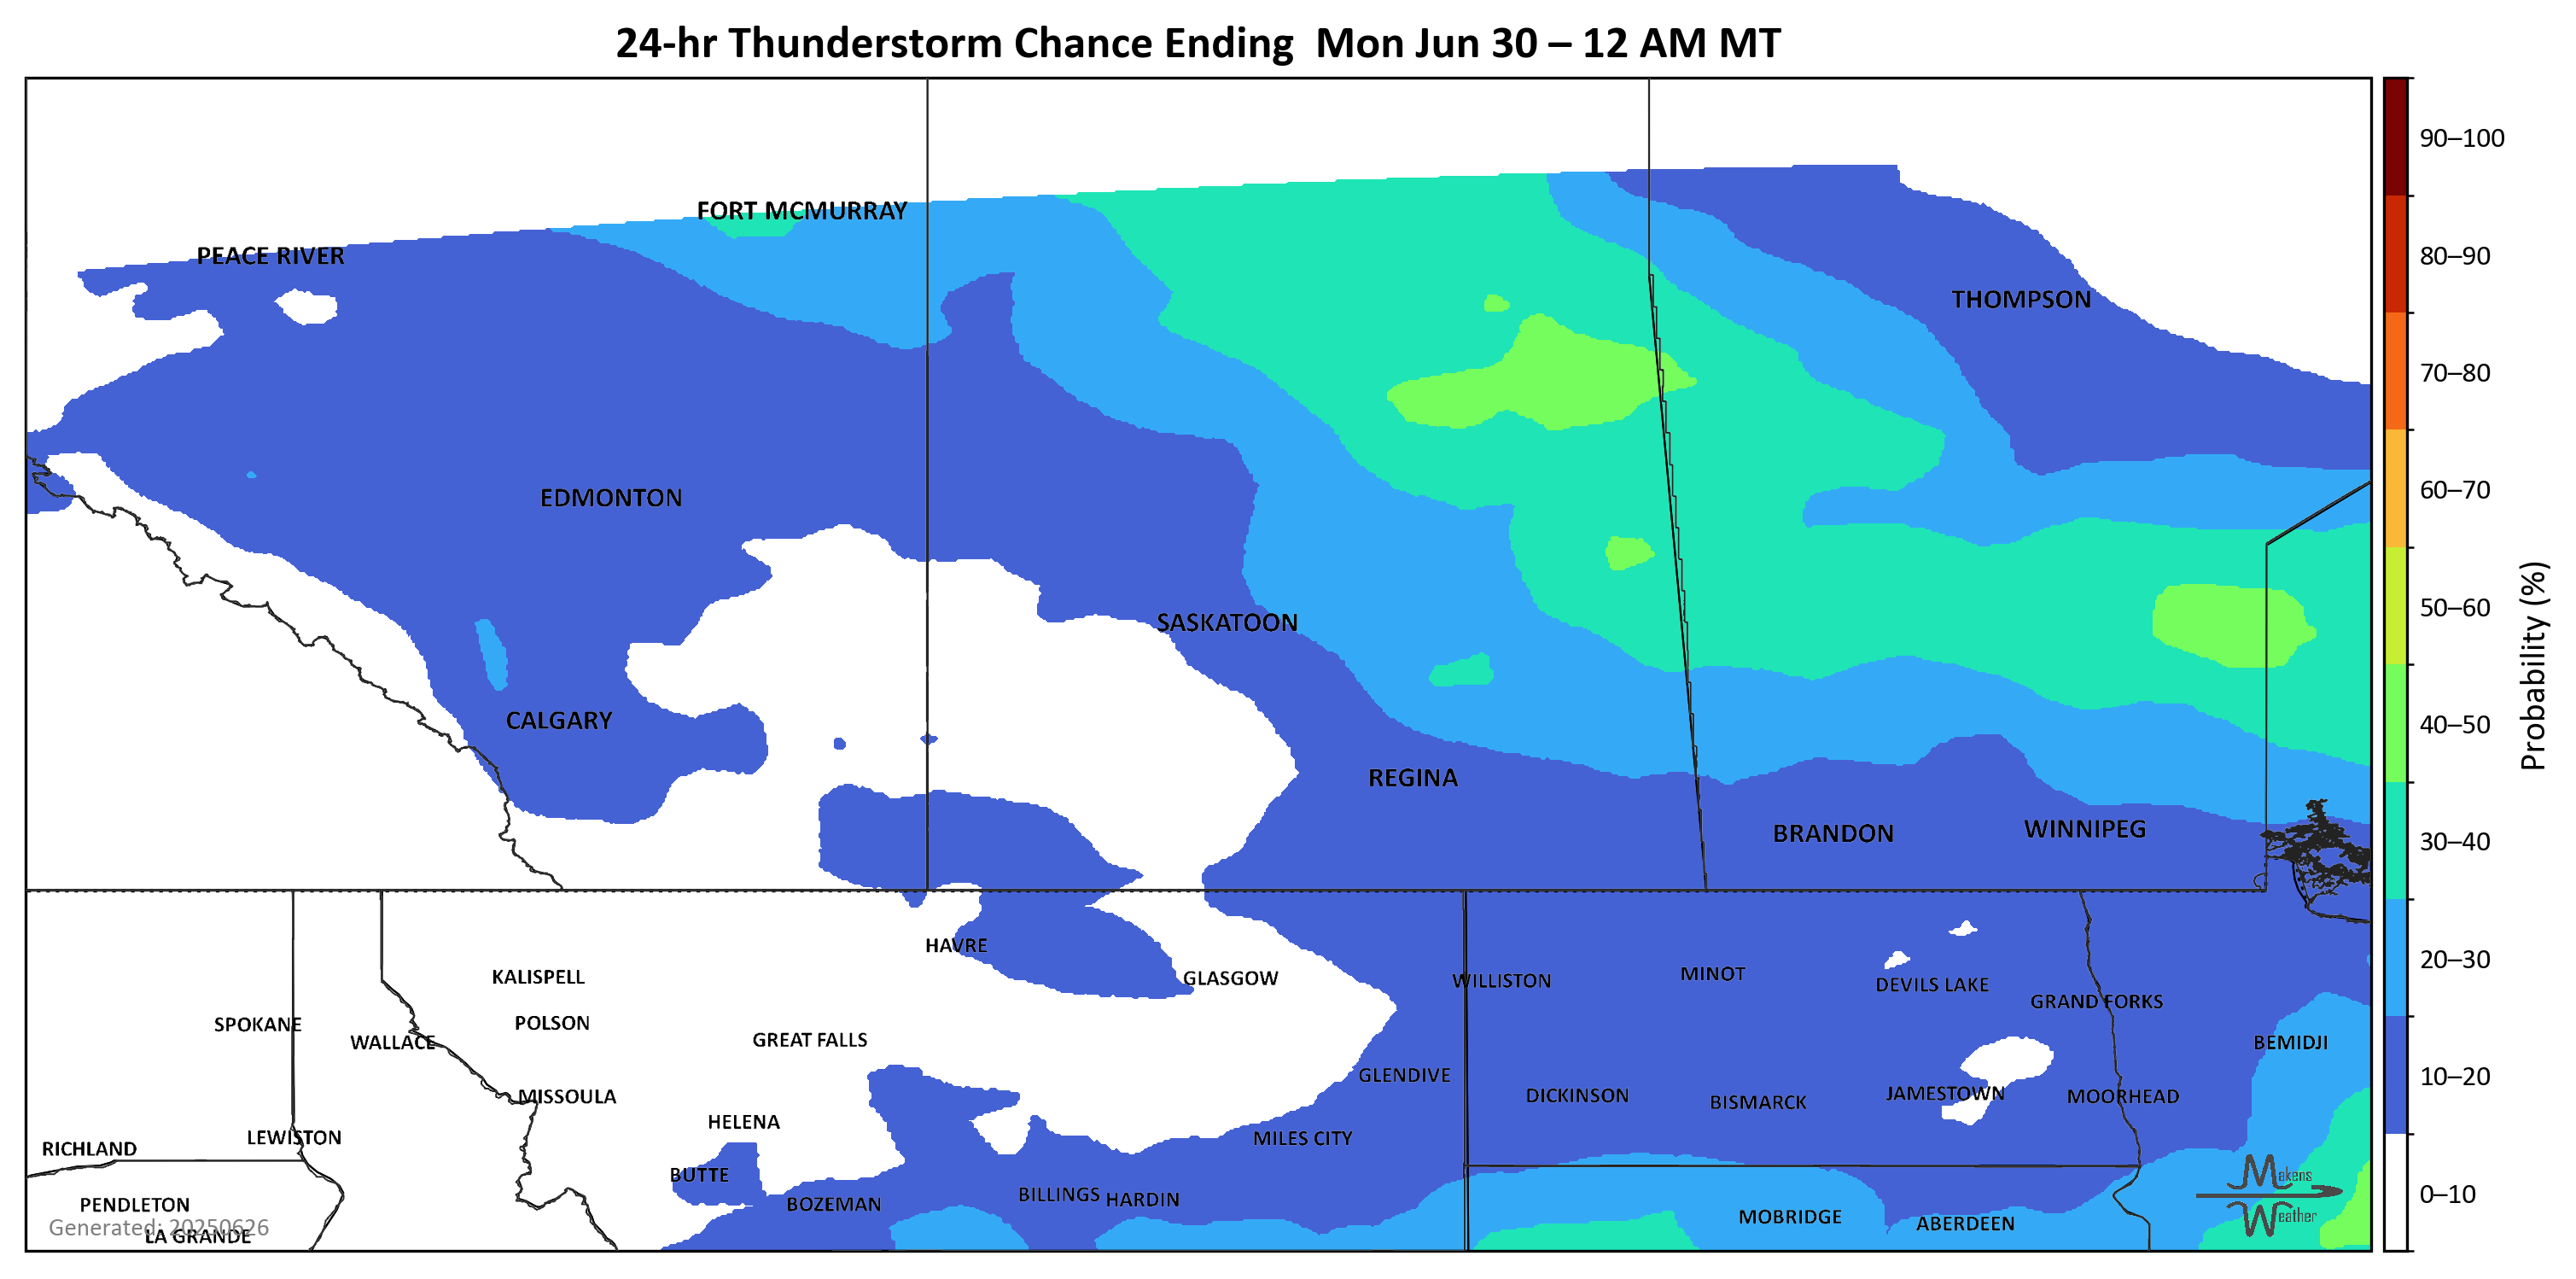 24-hr Thunderstorm Chance Ending  Mon Jun 30 – 12 AM MT
90–100
FORT MCMURRAY
PEACE RIVER
80–90
THOMPSON
70–80
60–70
EDMONTON
50–60
SASKATOON
Probability (%)
CALGARY
40–50
REGINA
BRANDON
WINNIPEG
30–40
HAVRE
20–30
KALISPELL
GLASGOW
WILLISTON
MINOT
DEVILS LAKE
GRAND FORKS
SPOKANE
POLSON
WALLACE
GREAT FALLS
BEMIDJI
GLENDIVE
10–20
MISSOULA
DICKINSON
BISMARCK
JAMESTOWN
MOORHEAD
HELENA
LEWISTON
MILES CITY
RICHLAND
BUTTE
Makens
Weather
0–10
PENDLETON
BOZEMAN
BILLINGS
HARDIN
MOBRIDGE
ABERDEEN
Generated: 20250626
LA GRANDE